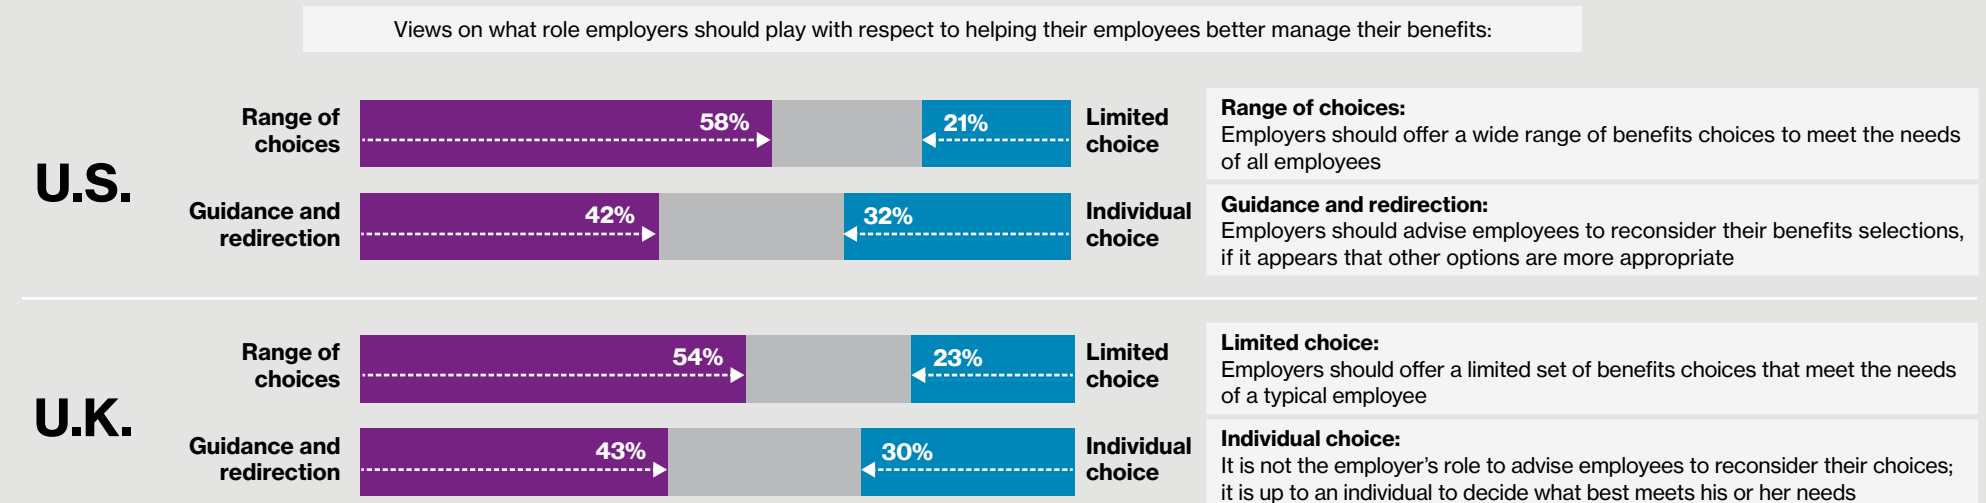 Views on what role employers should play with respect to helping their employees better manage their benefits:
U.S.
Range of
choices
58%
21%
Limited
choice
Guidance and
redirection
42%
32%
Individual
choice
Range of choices:
Employers should offer a wide range of benefits choices to meet the needs
of all employees
Guidance and redirection:
Employers should advise employees to reconsider their benefits selections,
if it appears that other options are more appropriate
U.K.
Range of
choices
54%
23%
Limited
choice
Guidance and
redirection
43%
30%
Individual
choice
Limited choice:
Employers should offer a limited set of benefits choices that meet the needs
of a typical employee
Individual choice:
It is not the employer’s role to advise employees to reconsider their choices;
it is up to an individual to decide what best meets his or her needs